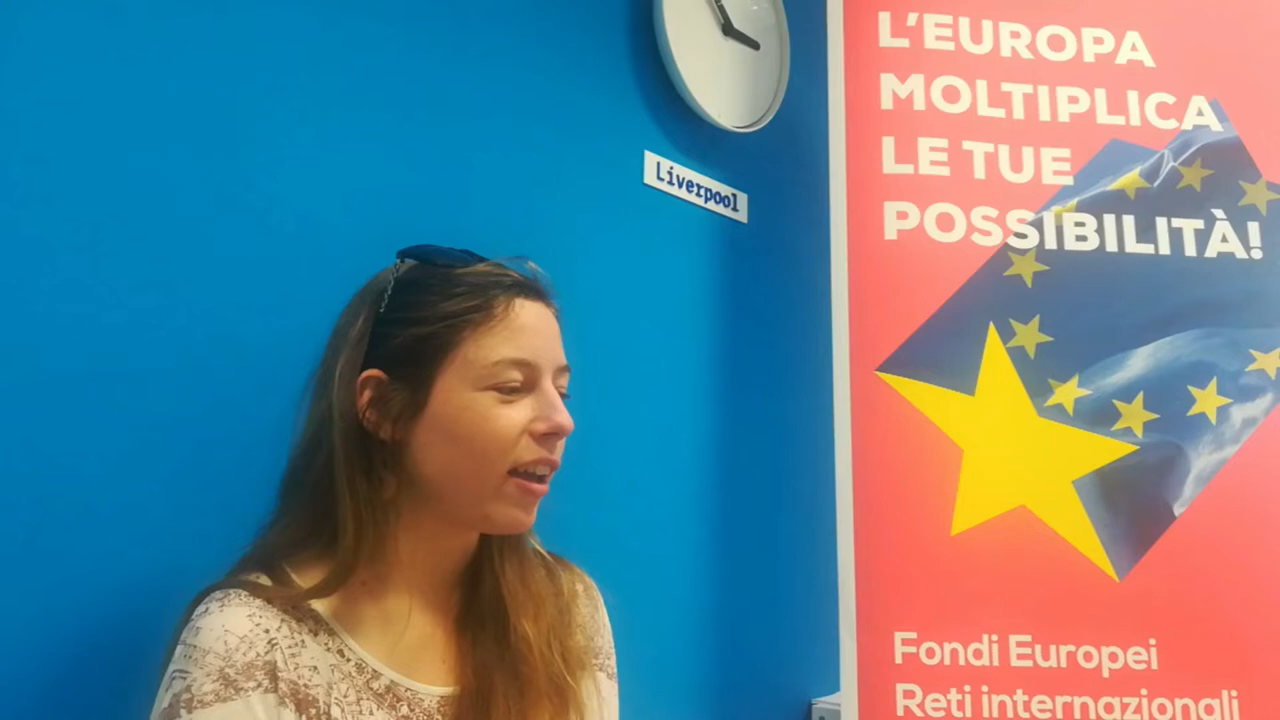 Liverpool
L'EUROPA
MOLTIPLICA
LE TUE
POSSIBILITÀ!
Fondi Europei
Reti internazionali